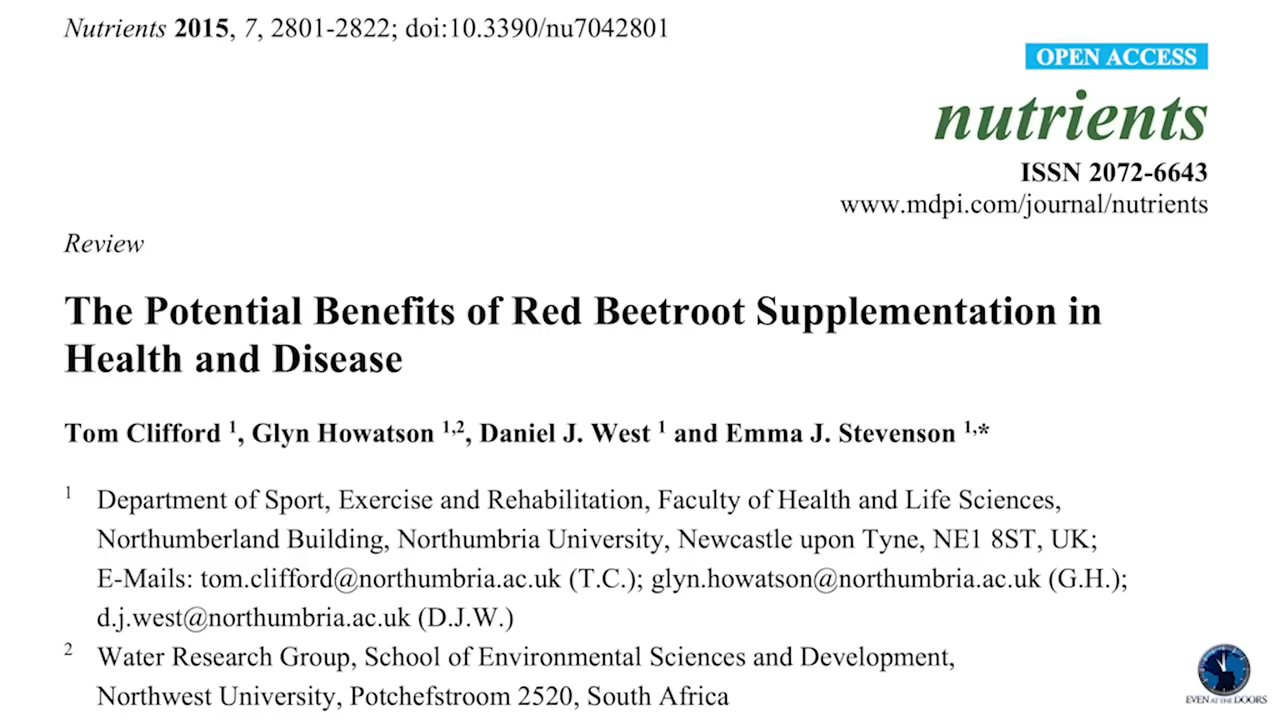 Nutrients 2015, 7, 2801-2822; doi:10.3390/nu7042801
OPEN ACCESS
nutrients
ISSN 2072-6643
www.mdpi.com/journal/nutrients
Review
The Potential Benefits of Red Beetroot Supplementation in
Health and Disease
Tom Clifford 1, Glyn Howatson 1,2, Daniel J. West 1 and Emma J. Stevenson 1,*
1 Department of Sport, Exercise and Rehabilitation, Faculty of Health and Life Sciences,
Northumberland Building, Northumbria University, Newcastle upon Tyne, NE1 8ST, UK;
E-Mails: tom.clifford@northumbria.ac.uk (T.C.); glyn.howatson@northumbria.ac.uk (G.H.);
d.j.west@northumbria.ac.uk (D.J.W.)
2 Water Research Group, School of Environmental Sciences and Development,
Northwest University, Potchefstroom 2520, South Africa
EVEN AT THE DOORS